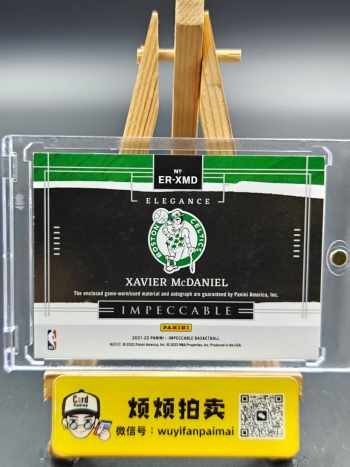 Nº
ER-XMD
ELEGANCE
BOSTON CELTICS
XAVIER McDANIEL
The enclosed game-worn/used material and autograph are guaranteed by Panini America, Inc.
IMPECCABLE
PANINI
2021-22 PANINI - IMPECCABLE BASKETBALL
© 2022 Panini America, Inc. © 2022 NBA Properties, Inc. Produced in the USA.
NBA
Card
Hobby
烦烦拍卖
微信号：wuyifanpaimai